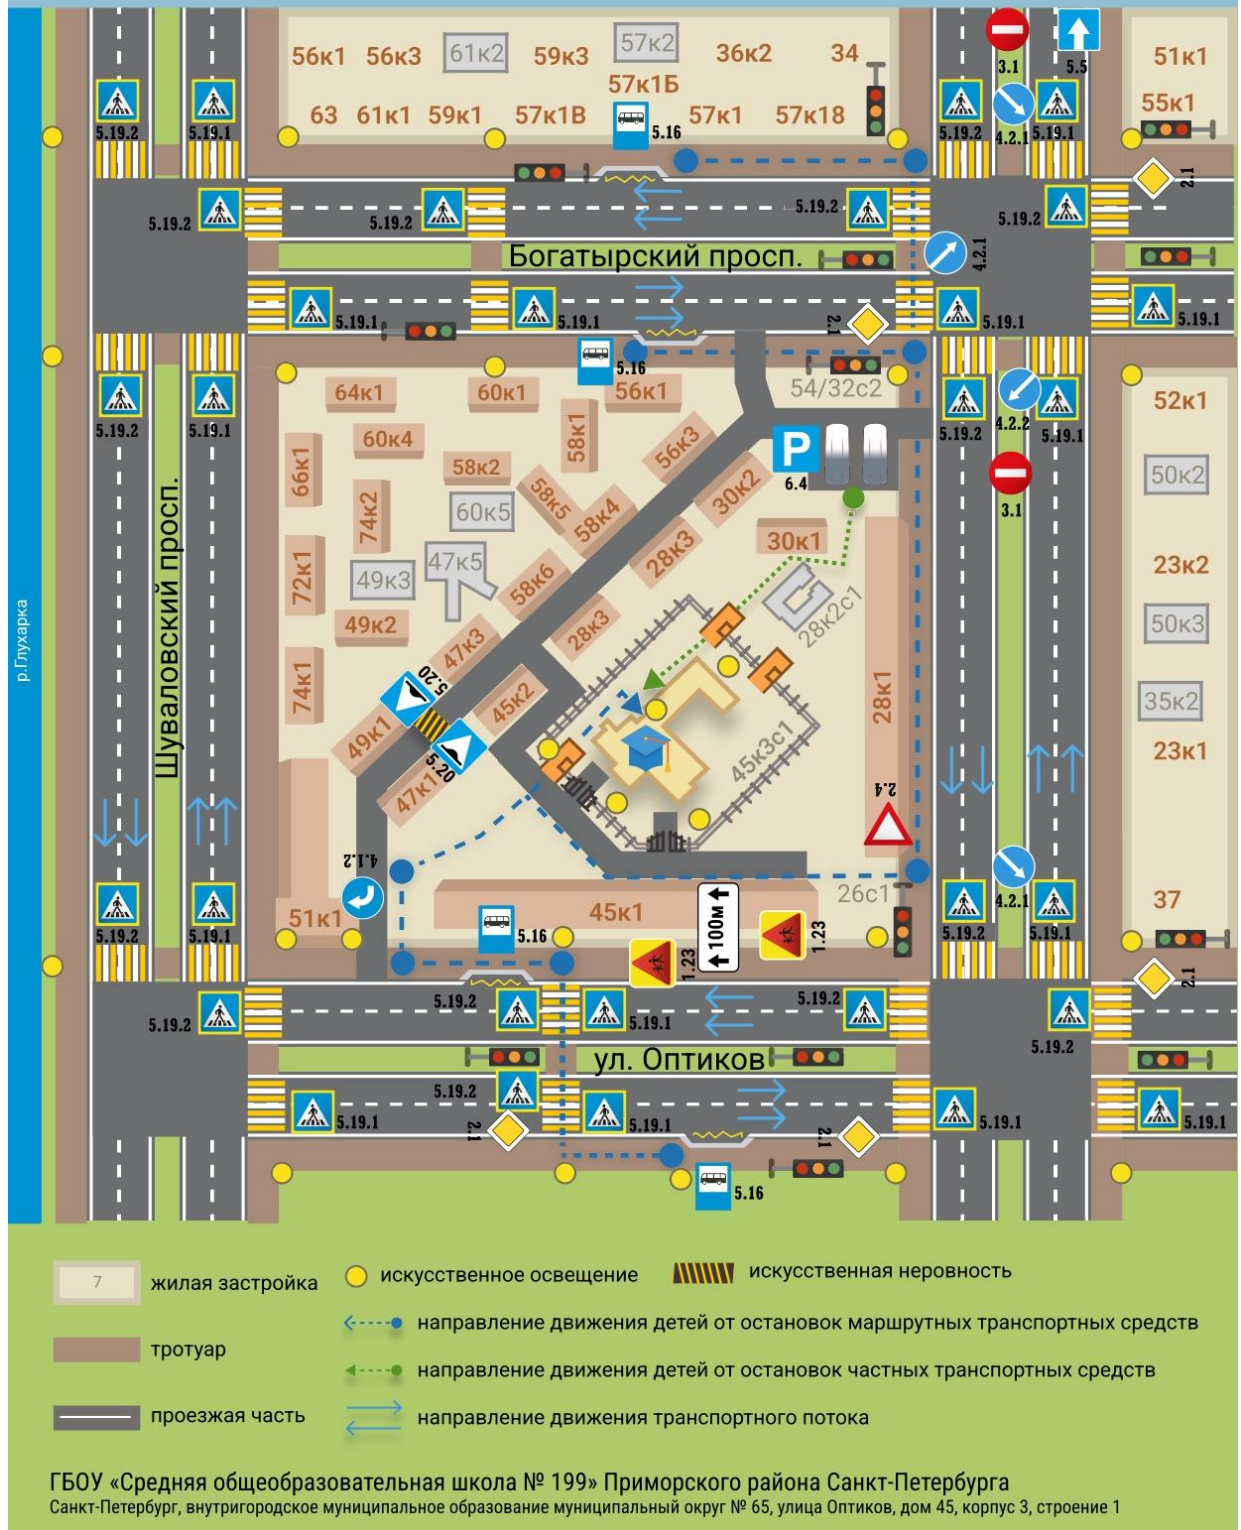 56к1
56к3
61к2
59к3
57к2
36к2
34
3.1
5.5
51к1
57к1Б
63
61к1
59к1
57к1В
5.16
57к1
57к18
55к1
5.19.2
5.19.1
5.19.2
4.2.1
5.19.1
2.1
5.19.2
5.19.2
5.19.2
5.19.2
Богатырский просп.
4.2.1
5.19.1
5.19.1
2.1
5.19.1
5.19.1
5.16
54/32с2
64к1
60к1
56к1
52к1
5.19.2
5.19.1
5.19.2
4.2.2
5.19.1
60к4
58к1
56к3
P
6.4
66к1
58к2
30к2
50к2
3.1
74к2
60к5
58к5
58к4
30к1
Шуваловский просп.
72к1
49к3
47к5
58к6
28к3
28к2с1
23к2
р.Глухарка
49к2
28к3
50к3
74к1
47к3
5.20
45к2
28к1
35к2
49к1
5.20
45к3с1
23к1
47к1
2.4
4.1.2
51к1
45к1
100м
26с1
37
5.19.2
5.19.1
5.16
1.23
1.23
5.19.2
4.2.1
5.19.1
2.1
5.19.2
5.19.2
5.19.1
5.19.2
5.19.2
ул. Оптиков
5.19.2
5.19.1
2.1
5.19.1
2.1
5.19.1
5.19.1
5.16
7
жилая застройка
искусственное освещение
искусственная неровность
направление движения детей от остановок маршрутных транспортных средств
тротуар
направление движения детей от остановок частных транспортных средств
проезжая часть
направление движения транспортного потока
ГБОУ «Средняя общеобразовательная школа № 199» Приморского района Санкт-Петербурга
Санкт-Петербург, внутригородское муниципальное образование муниципальный округ № 65, улица Оптиков, дом 45, корпус 3, строение 1